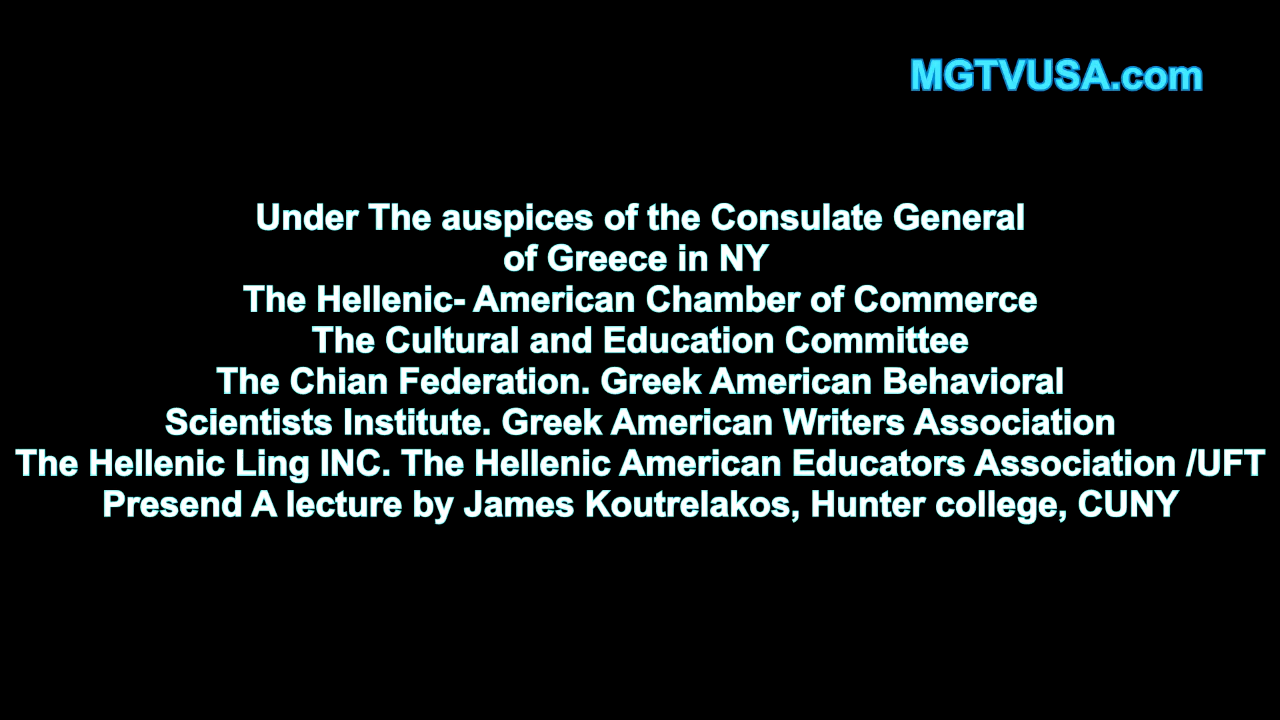 MGTVUSA.com
Under The auspices of the Consulate General
of Greece in NY
The Hellenic- American Chamber of Commerce
The Cultural and Education Committee
The Chian Federation. Greek American Behavioral
Scientists Institute. Greek American Writers Association
The Hellenic Ling INC. The Hellenic American Educators Association /UFT
Presend A lecture by James Koutrelakos, Hunter college, CUNY